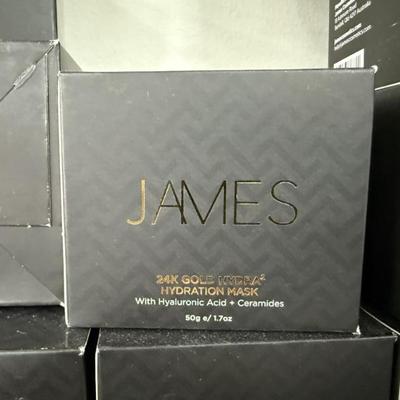 JAMES
24K GOLD HYDRA²
HYDRATION MASK
With Hyaluronic Acid + Ceramides
50g e/ 1.7oz